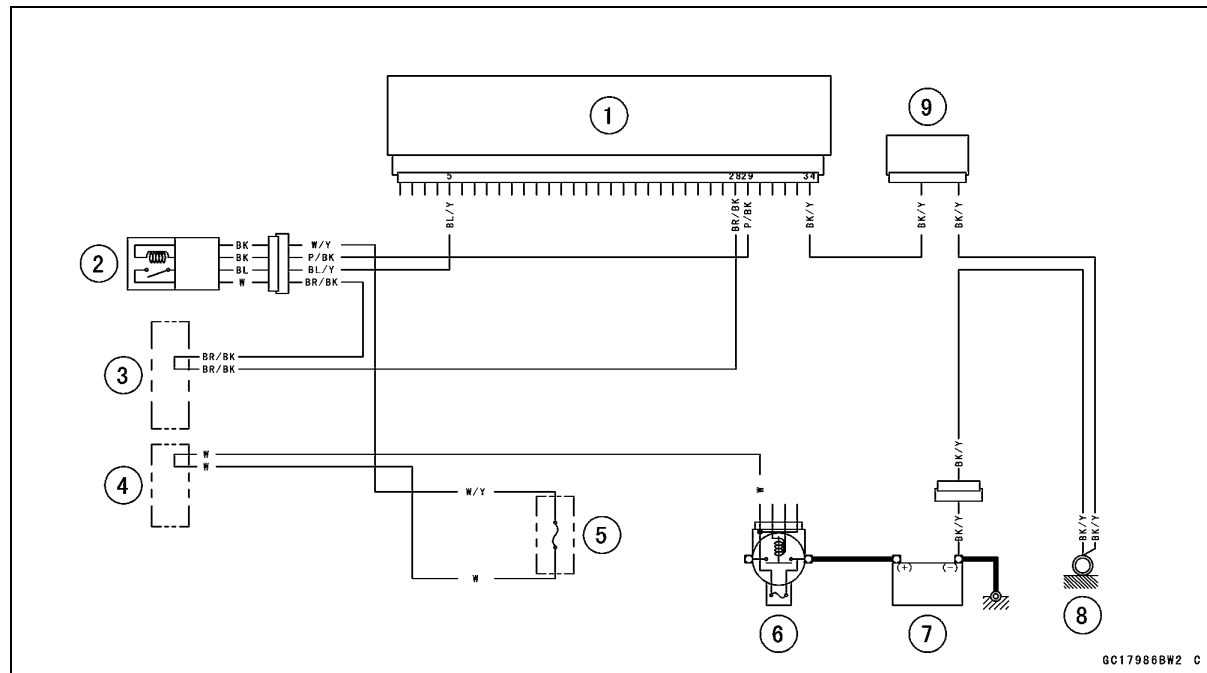 1
9
5 28 29 34
BL/Y
BR/BK
P/BK
BK/Y
BK/Y
BK/Y
2
BK W/Y
BK P/BK
BL BL/Y
W BR/BK
3
BR/BK
BR/BK
4
W
W
W
W/Y
5
W
BK/Y
BK/Y
BK/Y
BK/Y
(+) (-)
6
7
8
GC17986BW2 C